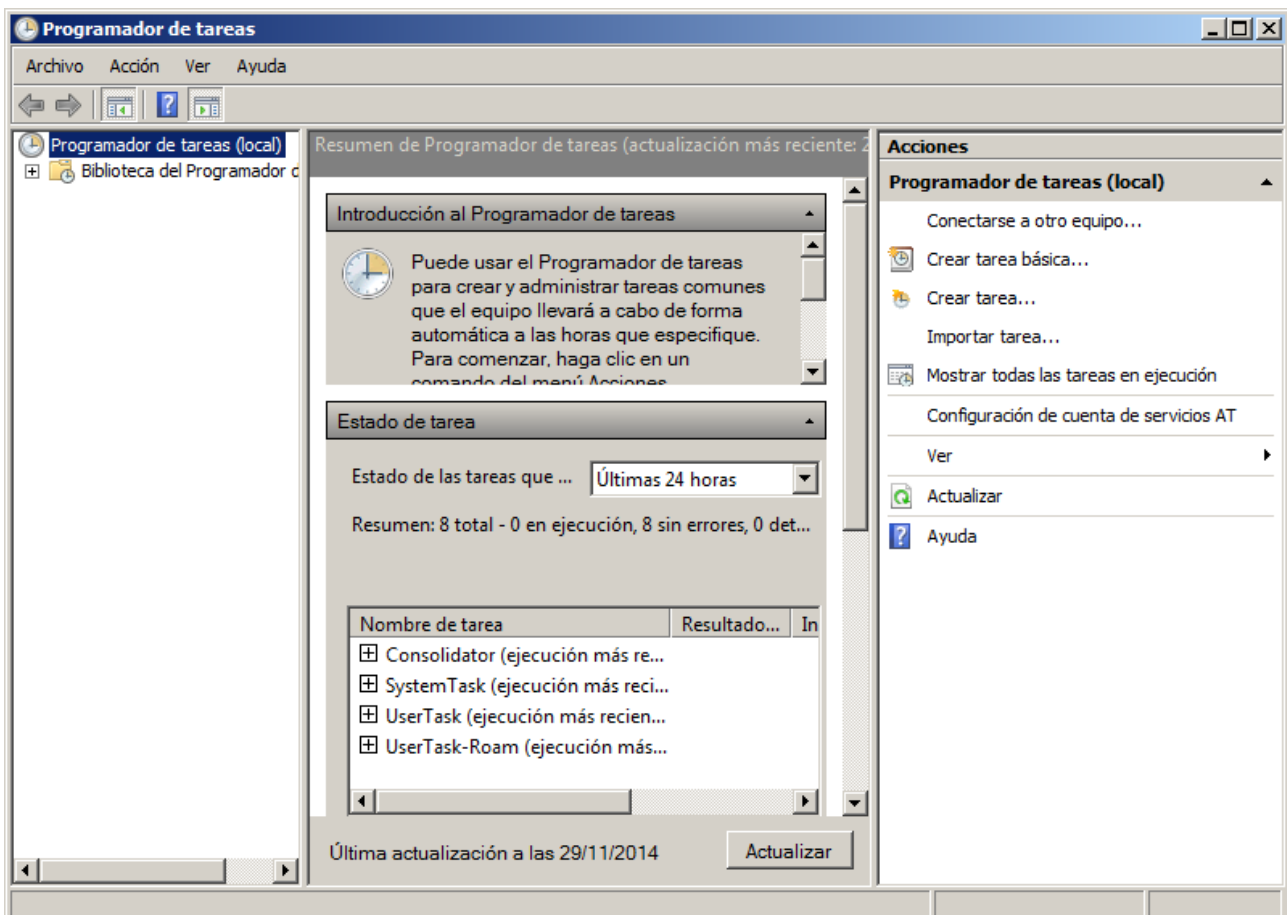 Programador de tareas
Archivo Acción Ver Ayuda
Programador de tareas (local)
Biblioteca del Programador d
Resumen de Programador de tareas (actualización más reciente: 2
Introducción al Programador de tareas
Puede usar el Programador de tareas
para crear y administrar tareas comunes
que el equipo llevará a cabo de forma
automática a las horas que especifique.
Para comenzar, haga clic en un
comando del menú Acciones
Estado de tarea
Estado de las tareas que ... Últimas 24 horas
Resumen: 8 total - 0 en ejecución, 8 sin errores, 0 det...
Nombre de tarea Resultado... In
Consolidator (ejecución más re...
SystemTask (ejecución más reci...
UserTask (ejecución más recien...
UserTask-Roam (ejecución más...
Última actualización a las 29/11/2014 Actualizar
Acciones
Programador de tareas (local)
Conectarse a otro equipo...
Crear tarea básica...
Crear tarea...
Importar tarea...
Mostrar todas las tareas en ejecución
Configuración de cuenta de servicios AT
Ver
Actualizar
Ayuda